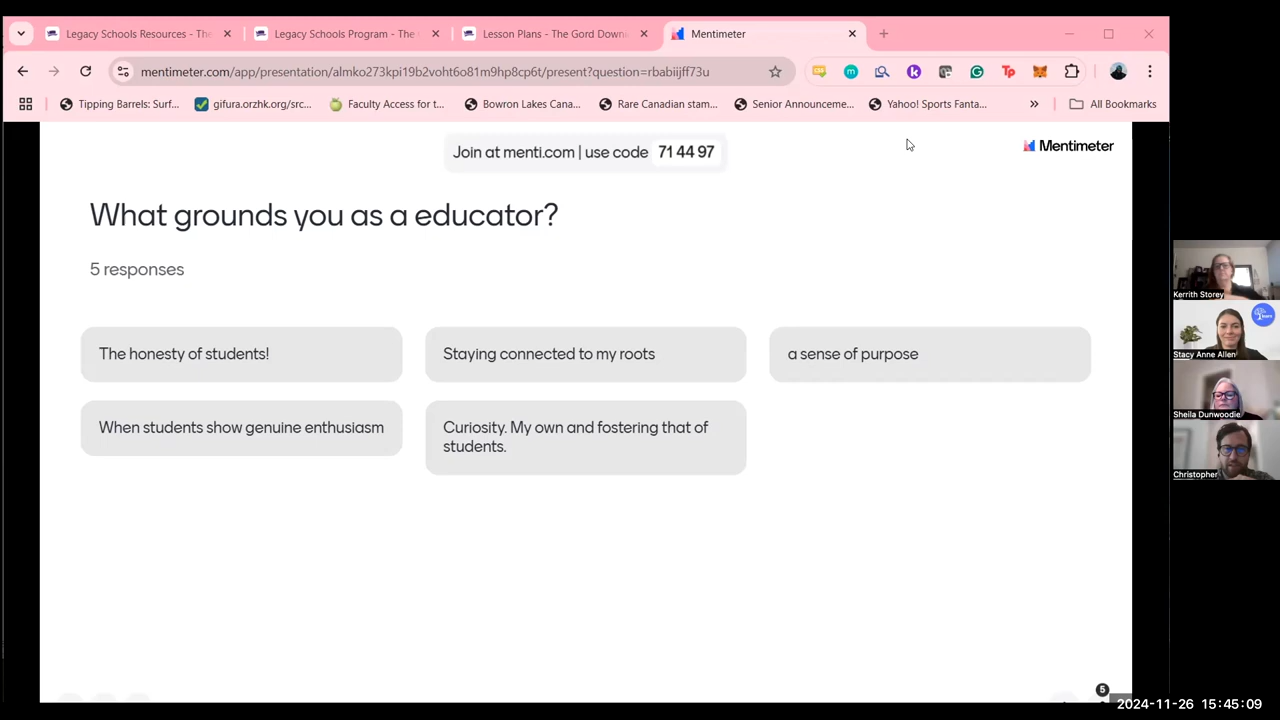 Legacy Schools Resources - The
Legacy Schools Program - The
Lesson Plans - The Gord Downi
Mentimeter
mentimeter.com/app/presentation/alnko273kpi19b2voht6o81m9hp8cp6t/present?question=rbabiijff73u
Tipping Barrels: Surf...
gifura.orzhk.org/src...
Faculty Access for t...
Bowron Lakes Cana...
Rare Canadian stam...
Senior Announceme...
Yahoo! Sports Fanta...
All Bookmarks
Join at menti.com | use code 71 44 97
Mentimeter
What grounds you as a educator?
5 responses
The honesty of students!
Staying connected to my roots
a sense of purpose
When students show genuine enthusiasm
Curiosity. My own and fostering that of
students.
Kerrith Storey
Stacy Anne Allen
Sheila Dunwoodie
Christopher
5
2024-11-26 15:45:09